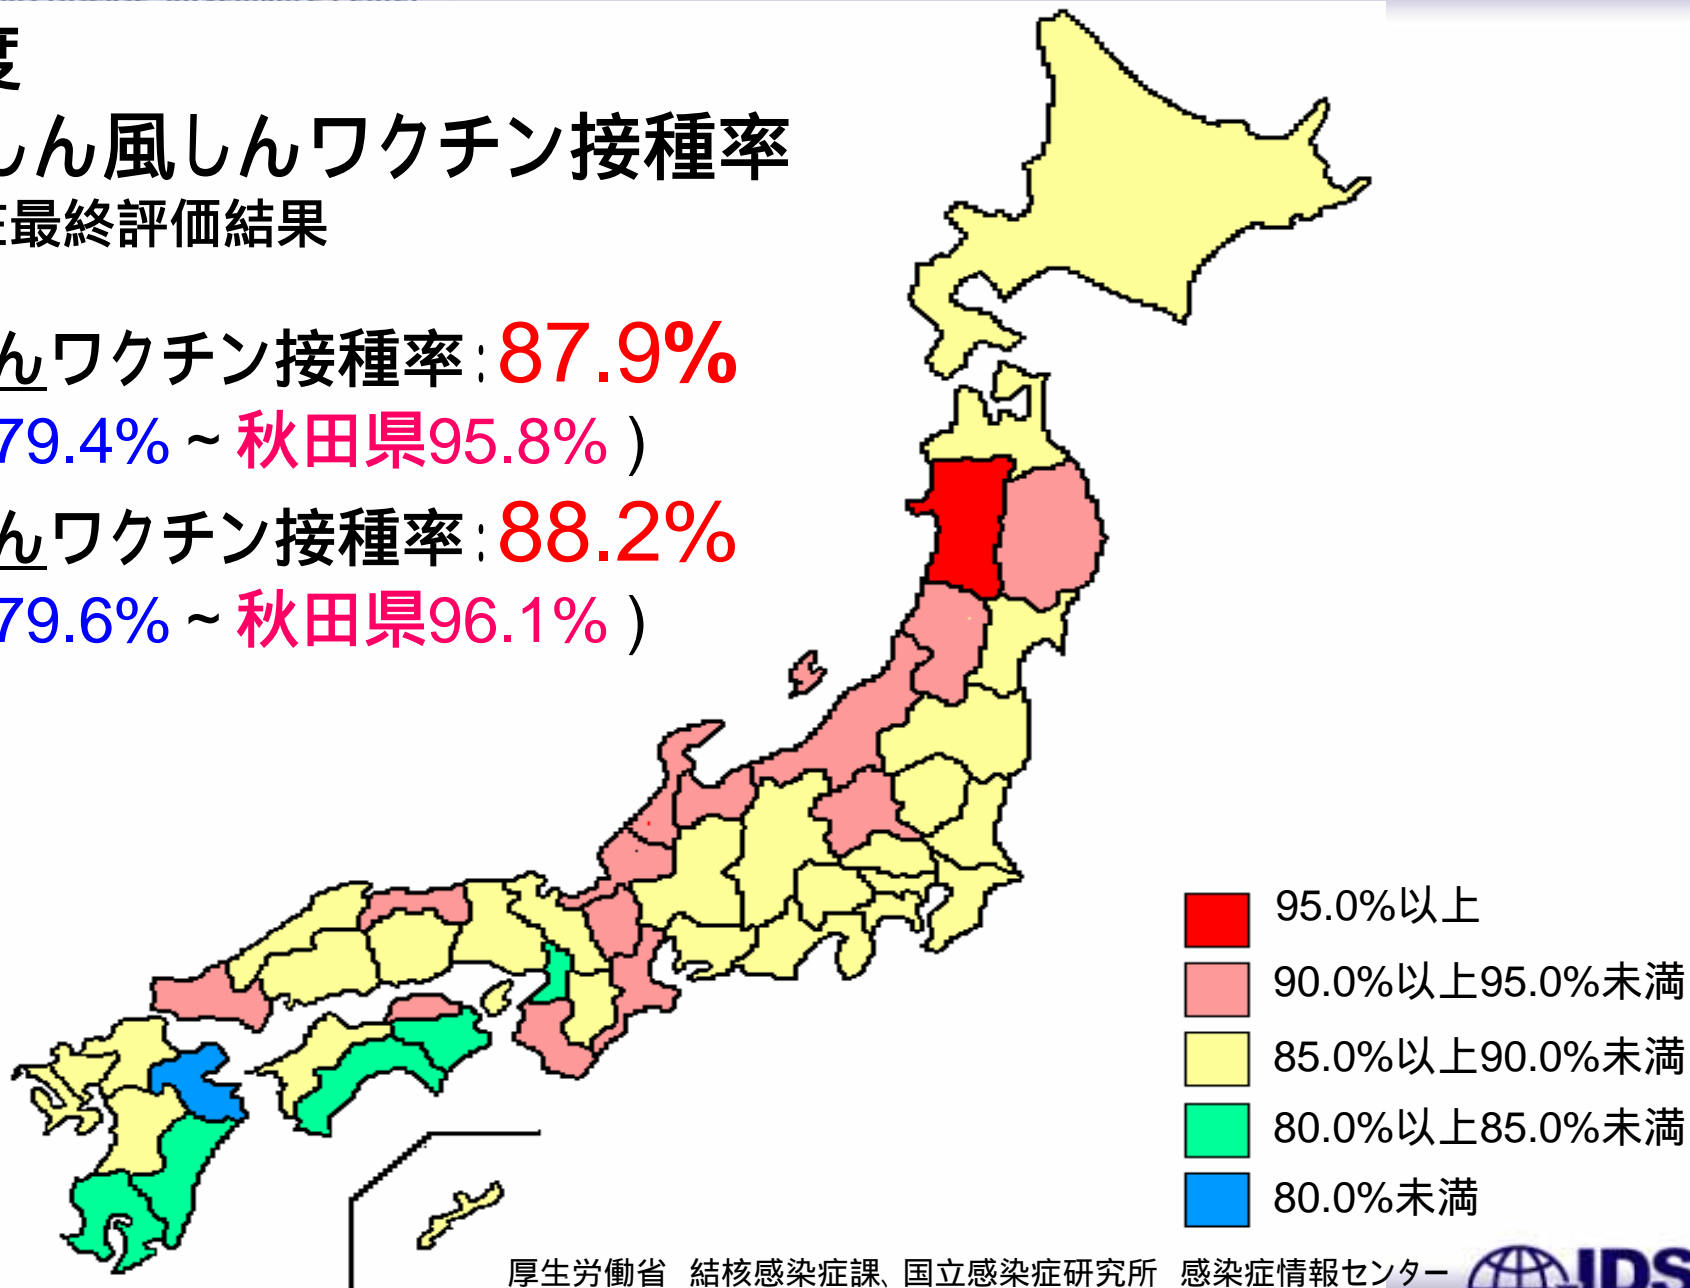 度
しん風しんワクチン接種率
最終評価結果
んワクチン接種率:87.9%
79.4% ~ 秋田県95.8% )
んワクチン接種率:88.2%
79.6% ~ 秋田県96.1% )
95.0%以上
90.0%以上95.0%未満
85.0%以上90.0%未満
80.0%以上85.0%未満
80.0%未満
厚生労働省 結核感染症課、国立感染症研究所 感染症情報センター
IDS